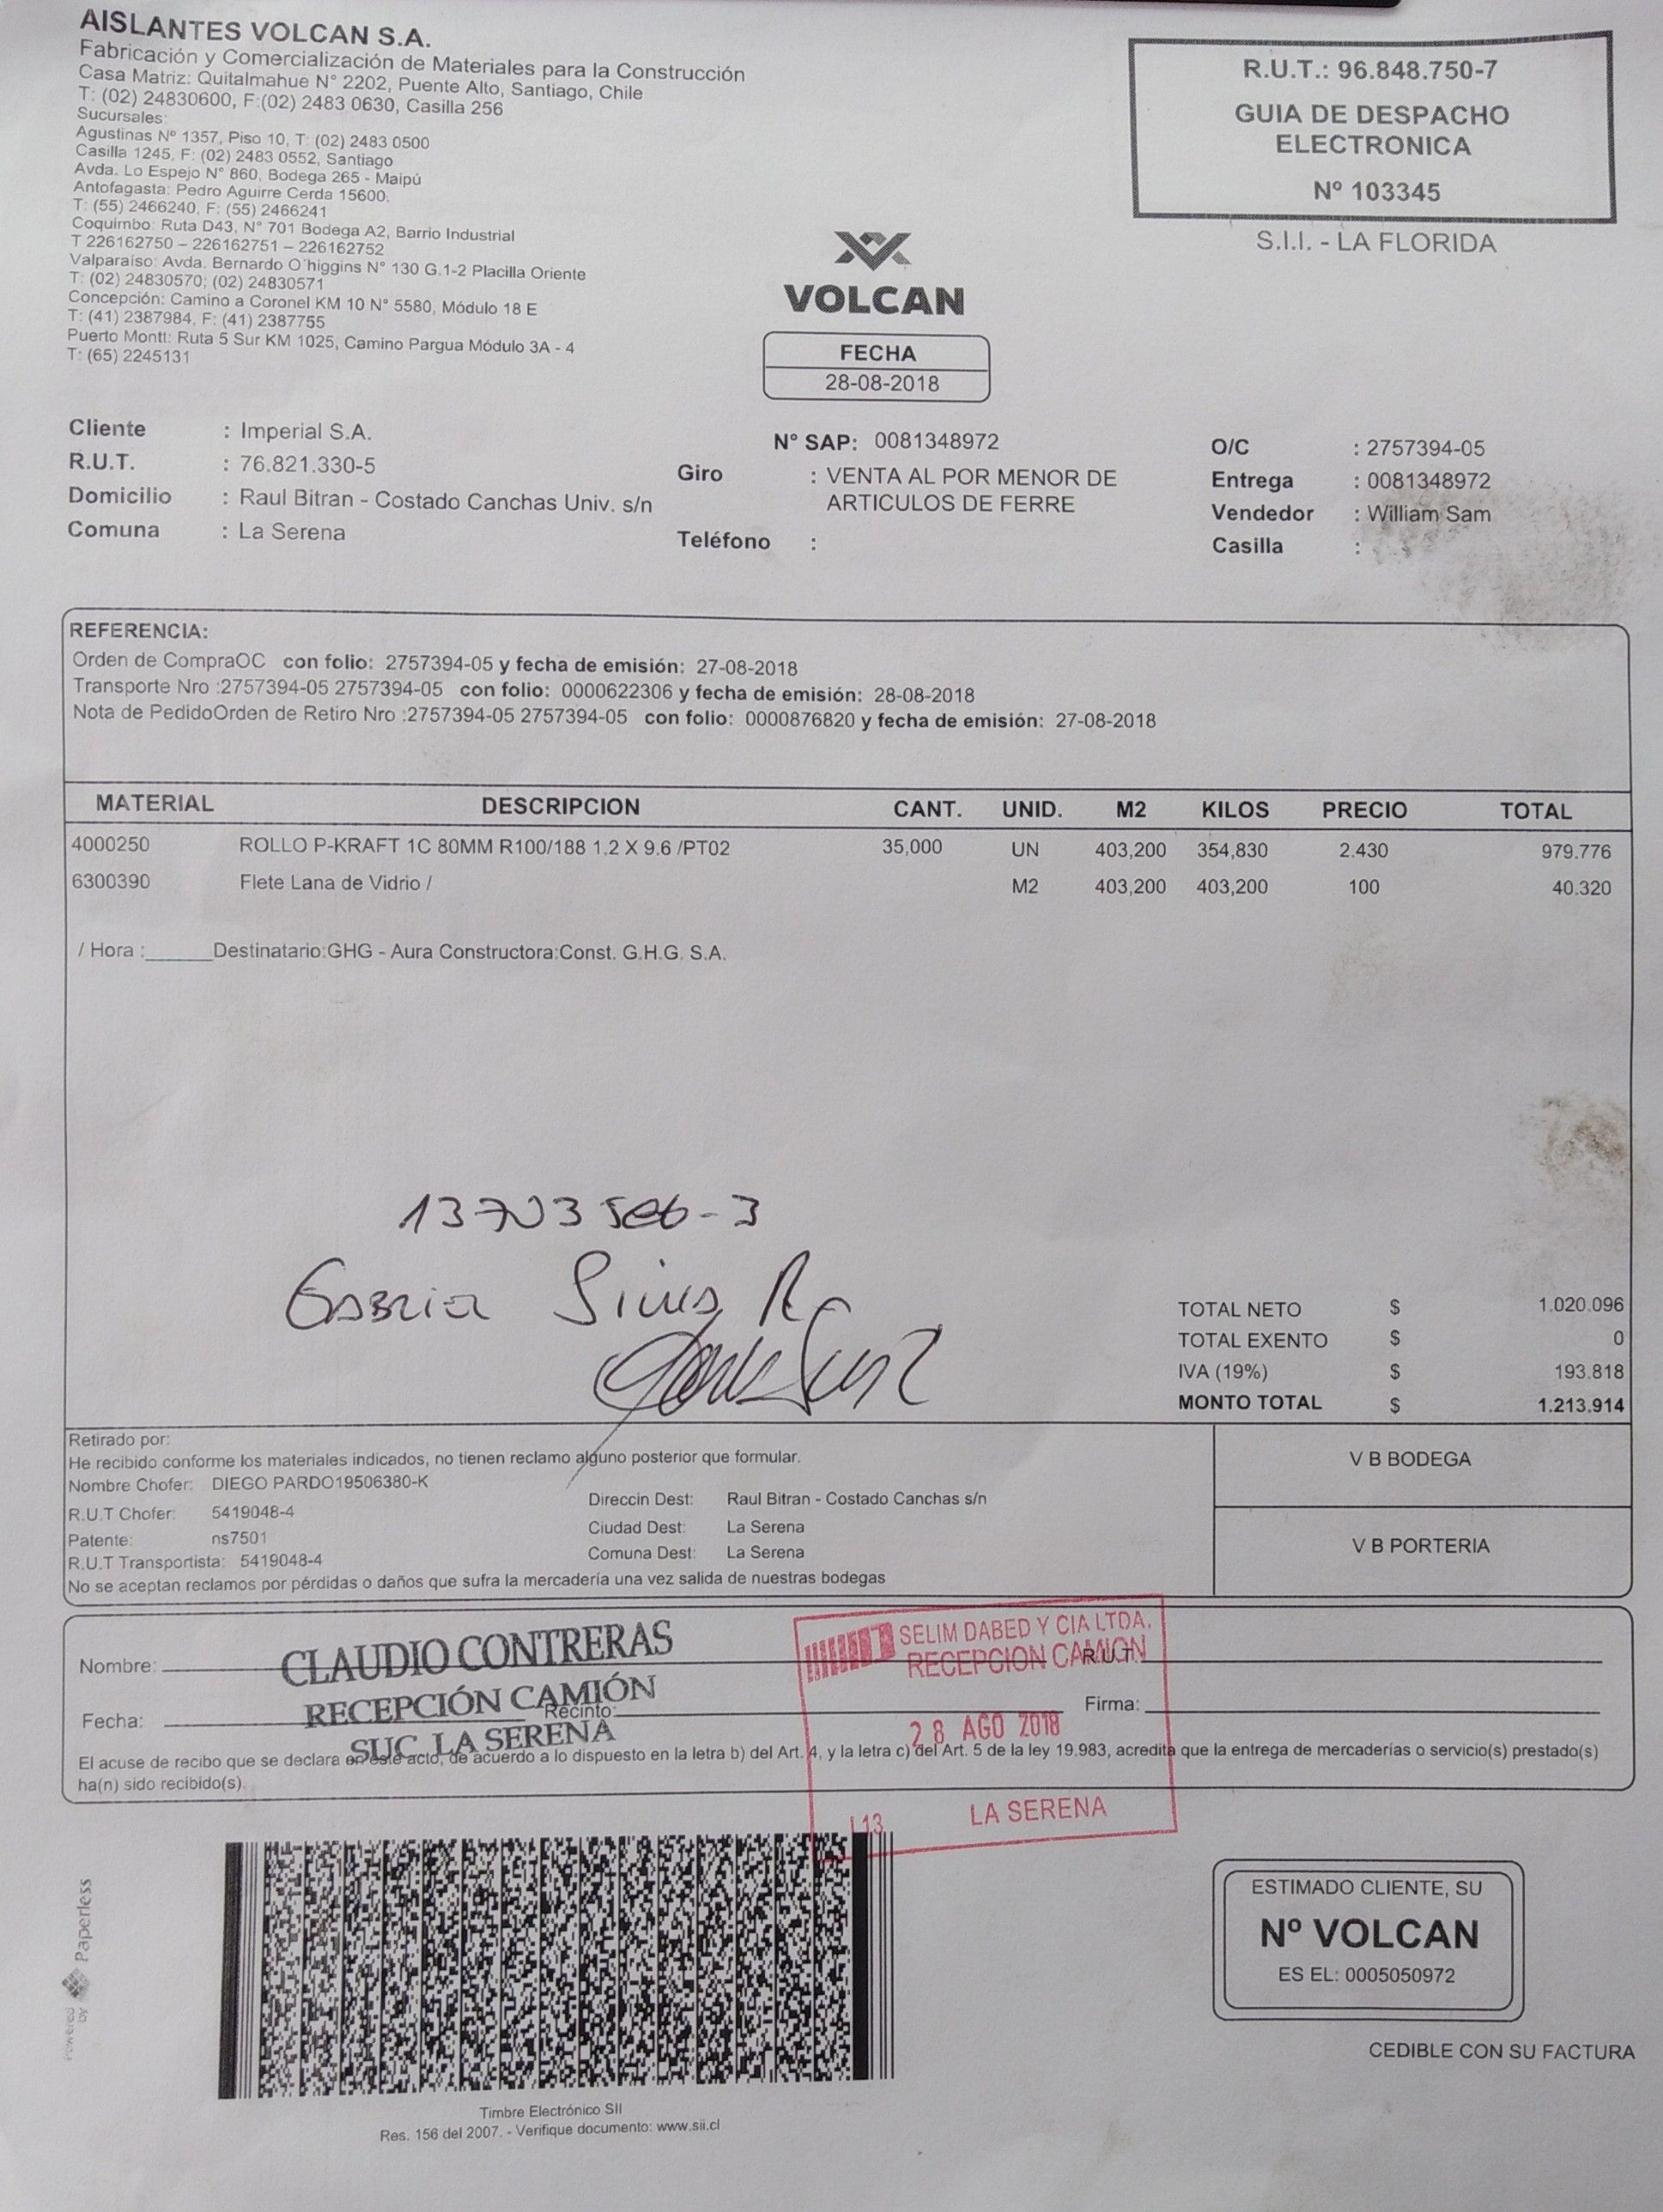 AISLANTES VOLCAN S.A.
Fabricación y Comercialización de Materiales para la Construcción
Casa Matriz: Quitalmahue N° 2202, Puente Alto, Santiago, Chile
T: (02) 24830600, F:(02) 2483 0630, Casilla 256
Sucursales:
Agustinas Nº 1357, Piso 10, T: (02) 2483 0500
Casilla 1245, F: (02) 2483 0552, Santiago
Avda. Lo Espejo N° 860, Bodega 265 - Maipú
Antofagasta: Pedro Aguirre Cerda 15600.
T: (55) 2466240, F: (55) 2466241
Coquimbo: Ruta D43, N° 701 Bodega A2, Barrio Industrial
T 226162750 – 226162751 – 226162752
Valparaíso: Avda. Bernardo O´higgins N° 130 G.1-2 Placilla Oriente
T: (02) 24830570; (02) 24830571
Concepción: Camino a Coronel KM 10 N° 5580, Módulo 18 E
T: (41) 2387984, F: (41) 2387755
Puerto Montt: Ruta 5 Sur KM 1025, Camino Pargua Módulo 3A - 4
T: (65) 2245131
R.U.T.: 96.848.750-7
GUIA DE DESPACHO
ELECTRONICA
Nº 103345
S.I.I. - LA FLORIDA
VOLCAN
FECHA
28-08-2018
Cliente : Imperial S.A.
R.U.T. : 76.821.330-5
Domicilio : Raul Bitran - Costado Canchas Univ. s/n
Comuna : La Serena
N° SAP: 0081348972
Giro : VENTA AL POR MENOR DE
ARTICULOS DE FERRE
Teléfono :
O/C : 2757394-05
Entrega : 0081348972
Vendedor : William Sam
Casilla :
REFERENCIA:
Orden de CompraOC con folio: 2757394-05 y fecha de emisión: 27-08-2018
Transporte Nro :2757394-05 2757394-05 con folio: 0000622306 y fecha de emisión: 28-08-2018
Nota de PedidoOrden de Retiro Nro :2757394-05 2757394-05 con folio: 0000876820 y fecha de emisión: 27-08-2018
MATERIAL DESCRIPCION CANT. UNID. M2 KILOS PRECIO TOTAL
4000250 ROLLO P-KRAFT 1C 80MM R100/188 1.2 X 9.6 /PT02 35,000 UN 403,200 354,830 2.430 979.776
6300390 Flete Lana de Vidrio / M2 403,200 403,200 100 40.320
/ Hora :______Destinatario:GHG - Aura Constructora:Const. G.H.G. S.A.
TOTAL NETO $ 1.020.096
TOTAL EXENTO $ 0
IVA (19%) $ 193.818
MONTO TOTAL $ 1.213.914
Retirado por:
He recibido conforme los materiales indicados, no tienen reclamo alguno posterior que formular.
Nombre Chofer: DIEGO PARDO19506380-K
R.U.T Chofer: 5419048-4
Patente: ns7501
R.U.T Transportista: 5419048-4
Direccin Dest: Raul Bitran - Costado Canchas s/n
Ciudad Dest: La Serena
Comuna Dest: La Serena
No se aceptan reclamos por pérdidas o daños que sufra la mercadería una vez salida de nuestras bodegas
V B BODEGA
V B PORTERIA
Nombre: R.U.T.
CLAUDIO CONTRERAS
RECEPCIÓN CAMIÓN
SUC. LA SERENA
Fecha: Recinto: Firma:
SELIM DABED Y CIA LTDA.
RECEPCION CAMION
28 AGO 2018
LA SERENA
L13
El acuse de recibo que se declara en este acto, de acuerdo a lo dispuesto en la letra b) del Art. 4, y la letra c) del Art. 5 de la ley 19.983, acredita que la entrega de mercaderías o servicio(s) prestado(s)
ha(n) sido recibido(s).
Powered by Paperless
Timbre Electrónico SII
Res. 156 del 2007. - Verifique documento: www.sii.cl
ESTIMADO CLIENTE, SU
Nº VOLCAN
ES EL: 0005050972
CEDIBLE CON SU FACTURA